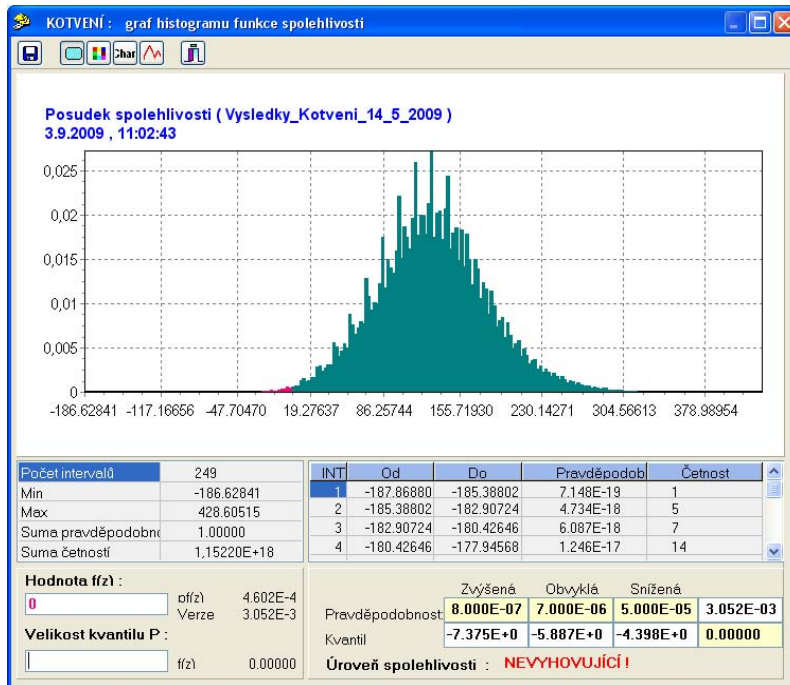 KOTVENÍ : graf histogramu funkce spolehlivosti
Char
Posudek spolehlivosti ( Vysledky_Kotveni_14_5_2009 )
3.9.2009 , 11:02:43
0,025
0,02
0,015
0,01
0,005
0
-186.62841 -117.16656 -47.70470 19.27637 86.25744 155.71930 230.14271 304.56613 378.98954
Počet intervalů 249
Min -186.62841
Max 428.60515
Suma pravděpodobno 1.00000
Suma četností 1,15220E+18
INT Od Do Pravděpodob Četnost
1 -187.86880 -185.38802 7.148E-19 1
2 -185.38802 -182.90724 4.734E-18 5
3 -182.90724 -180.42646 6.087E-18 7
4 -180.42646 -177.94568 1.246E-17 14
Hodnota f(z) :
0
pf(z) 4.602E-4
Verze 3.052E-3
Velikost kvantilu P :
f(z) 0.00000
Zvýšená Obvyklá Snížená
Pravděpodobnost 8.000E-07 7.000E-06 5.000E-05 3.052E-03
Kvantil -7.375E+0 -5.887E+0 -4.398E+0 0.00000
Úroveň spolehlivosti : NEVYHOVUJÍCÍ !